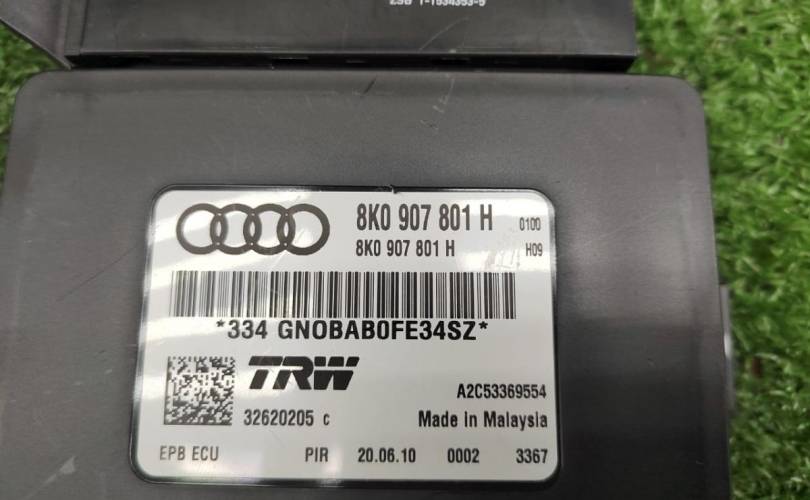 8K0 907 801 H 0100
8K0 907 801 H H09
*334 GNOBAB0FE34SZ*
TRW
A2C53369554
32620205 c Made in Malaysia
EPB ECU PIR 20.06.10 0002 3367